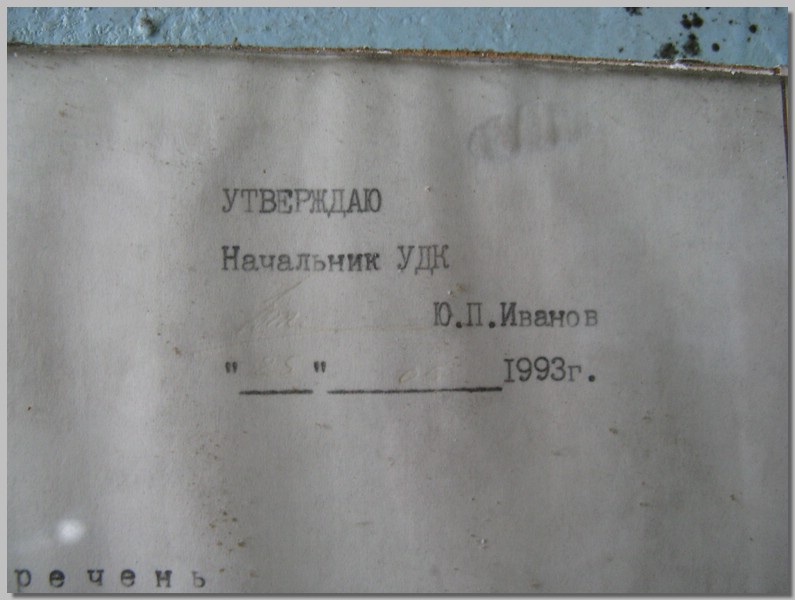 УТВЕРЖДАЮ
Начальник УДК
Ю.П.Иванов
"____"__________1993г.
речень